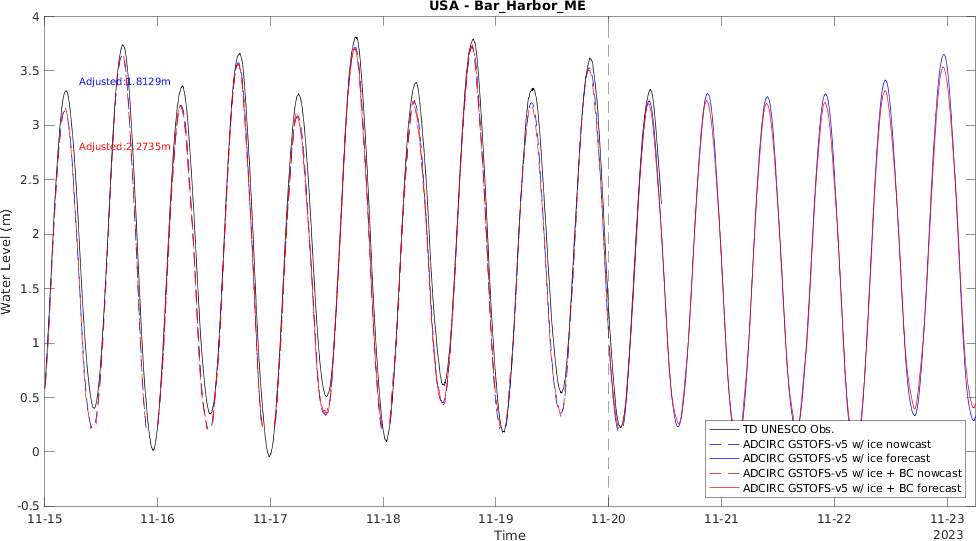 USA - Bar_Harbor_ME
4
3.5
3
2.5
2
1.5
1
0.5
0
-0.5
Water Level (m)
Adjusted:1.8129m
Adjusted:2.2735m
TD UNESCO Obs.
ADCIRC GSTOFS-v5 w/ ice nowcast
ADCIRC GSTOFS-v5 w/ ice forecast
ADCIRC GSTOFS-v5 w/ ice + BC nowcast
ADCIRC GSTOFS-v5 w/ ice + BC forecast
11-15 11-16 11-17 11-18 11-19 11-20 11-21 11-22 11-23
Time
2023